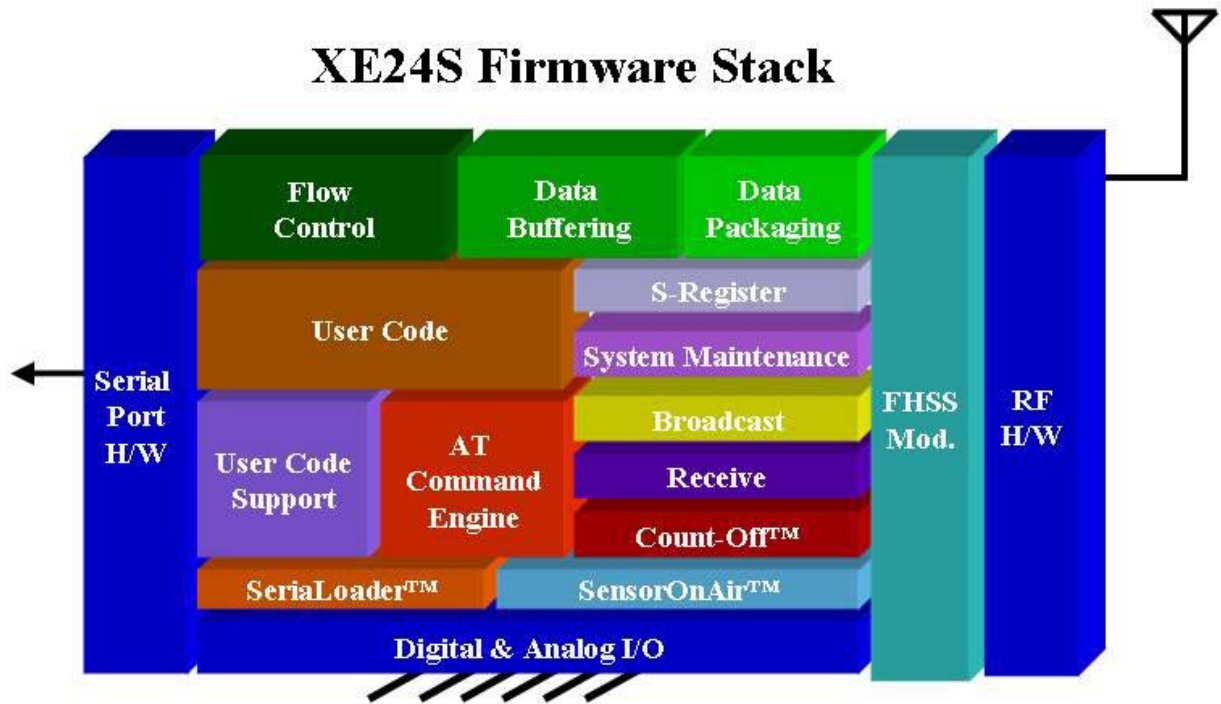 XE24S Firmware Stack
Flow
Control
Data
Buffering
Data
Packaging
User Code
S-Register
System Maintenance
Serial
Port
H/W
User Code
Support
AT
Command
Engine
Broadcast
Receive
Count-Off™
FHSS
Mod.
RF
H/W
SeriaLoader™
SensorOnAir™
Digital & Analog I/O